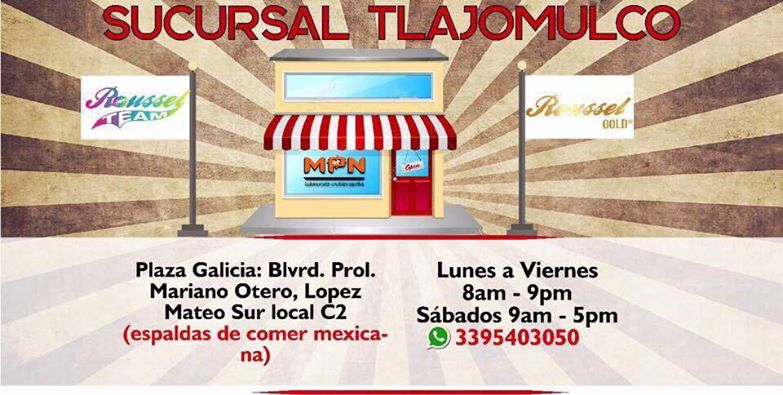 SUCURSAL TLAJOMULCO
Roussel
TEAM
Roussel
GOLD®
MPN
Open
Plaza Galicia: Blvrd. Prol.
Mariano Otero, Lopez
Mateo Sur local C2
(espaldas de comer mexica-
na)
Lunes a Viernes
8am - 9pm
Sábados 9am - 5pm
3395403050